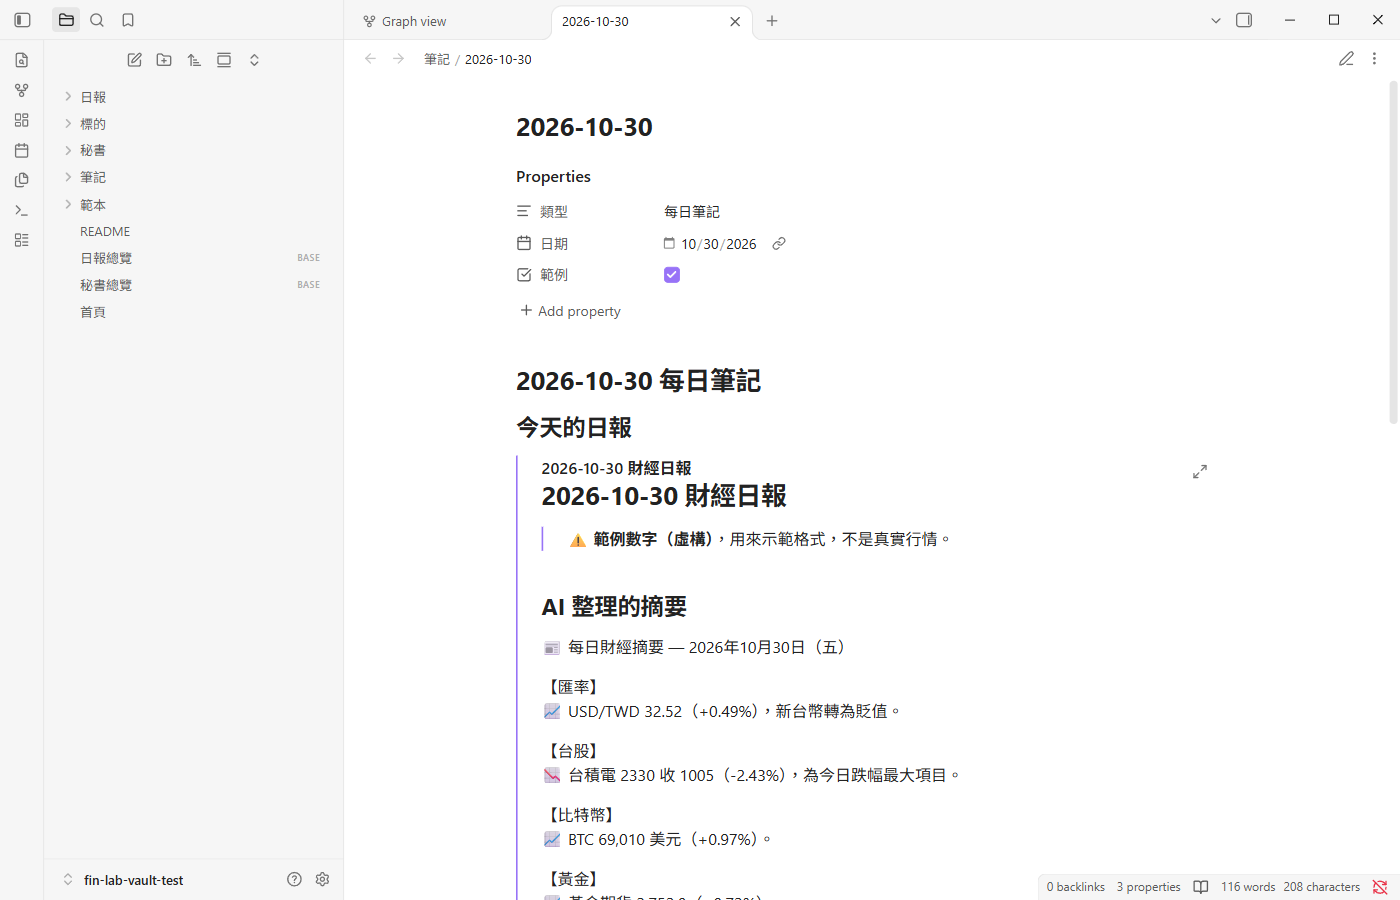 Graph view
2026-10-30
筆記 / 2026-10-30
日報
標的
秘書
筆記
範本
README
日報總覽 BASE
秘書總覽 BASE
首頁
fin-lab-vault-test
2026-10-30
Properties
類型 每日筆記
日期 10/30/2026
範例
Add property
2026-10-30 每日筆記
今天的日報
2026-10-30 財經日報
2026-10-30 財經日報
⚠️ 範例數字（虛構），用來示範格式，不是真實行情。
AI 整理的摘要
📰 每日財經摘要 — 2026年10月30日（五）
【匯率】
📈 USD/TWD 32.52（+0.49%），新台幣轉為貶值。
【台股】
📉 台積電 2330 收 1005（-2.43%），為今日跌幅最大項目。
【比特幣】
📈 BTC 69,010 美元（+0.97%）。
【黃金】
0 backlinks 3 properties 116 words 208 characters